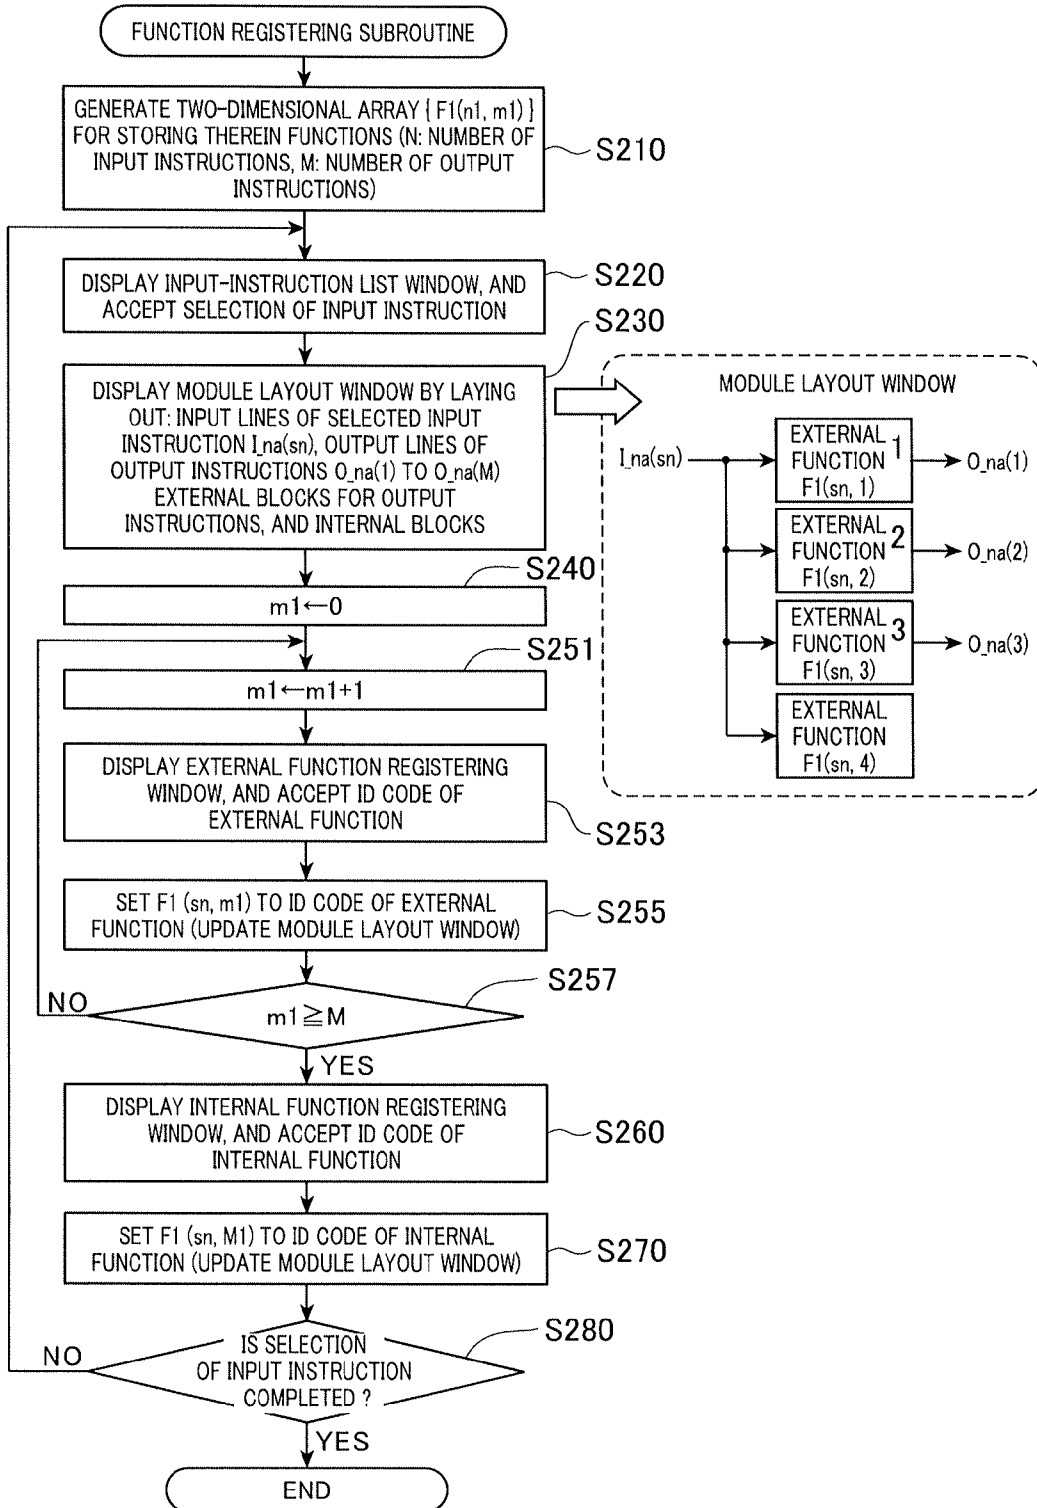 FUNCTION REGISTERING SUBROUTINE
GENERATE TWO-DIMENSIONAL ARRAY { F1(n1, m1) }
FOR STORING THEREIN FUNCTIONS (N: NUMBER OF
INPUT INSTRUCTIONS, M: NUMBER OF OUTPUT
INSTRUCTIONS)
S210
DISPLAY INPUT-INSTRUCTION LIST WINDOW, AND
ACCEPT SELECTION OF INPUT INSTRUCTION
S220
S230
DISPLAY MODULE LAYOUT WINDOW BY LAYING
OUT: INPUT LINES OF SELECTED INPUT
INSTRUCTION I_na(sn), OUTPUT LINES OF
OUTPUT INSTRUCTIONS O_na(1) TO O_na(M)
EXTERNAL BLOCKS FOR OUTPUT
INSTRUCTIONS, AND INTERNAL BLOCKS
MODULE LAYOUT WINDOW
I_na(sn)
EXTERNAL
FUNCTION 1
F1(sn, 1)
O_na(1)
EXTERNAL
FUNCTION 2
F1(sn, 2)
O_na(2)
EXTERNAL
FUNCTION 3
F1(sn, 3)
O_na(3)
EXTERNAL
FUNCTION
F1(sn, 4)
S240
m1←0
S251
m1←m1+1
DISPLAY EXTERNAL FUNCTION REGISTERING
WINDOW, AND ACCEPT ID CODE OF
EXTERNAL FUNCTION
S253
SET F1 (sn, m1) TO ID CODE OF EXTERNAL
FUNCTION (UPDATE MODULE LAYOUT WINDOW)
S255
S257
NO
m1≧M
YES
DISPLAY INTERNAL FUNCTION REGISTERING
WINDOW, AND ACCEPT ID CODE OF
INTERNAL FUNCTION
S260
SET F1 (sn, M1) TO ID CODE OF INTERNAL
FUNCTION (UPDATE MODULE LAYOUT WINDOW)
S270
S280
NO
IS SELECTION
OF INPUT INSTRUCTION
COMPLETED ?
YES
END